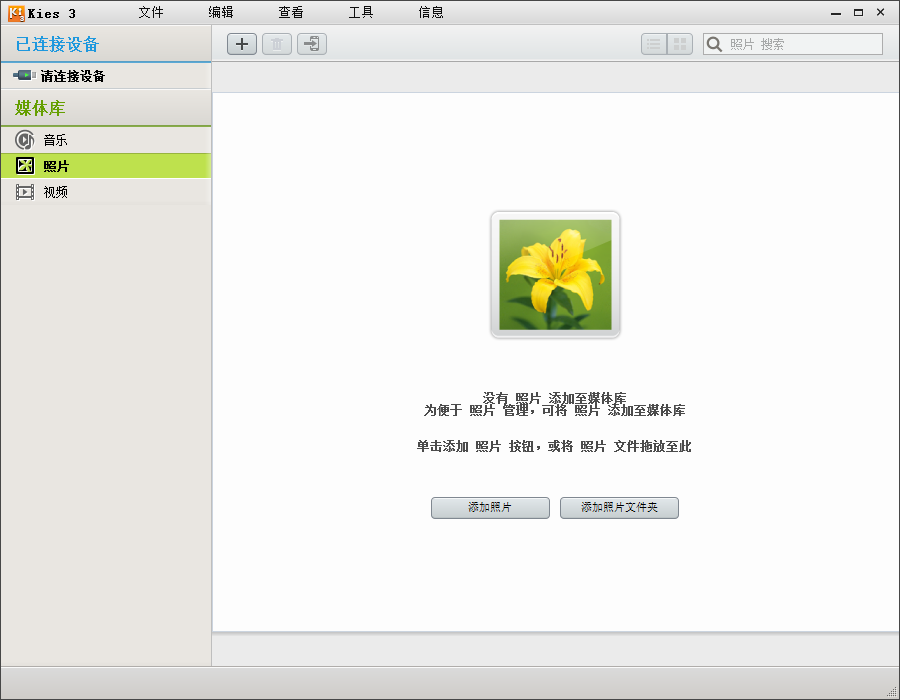 Kies 3
文件 编辑 查看 工具 信息
已连接设备
照片 搜索
请连接设备
媒体库
音乐
照片
视频
没有 照片 添加至媒体库
为便于 照片 管理，可将 照片 添加至媒体库
单击添加 照片 按钮，或将 照片 文件拖放至此
添加照片 添加照片文件夹